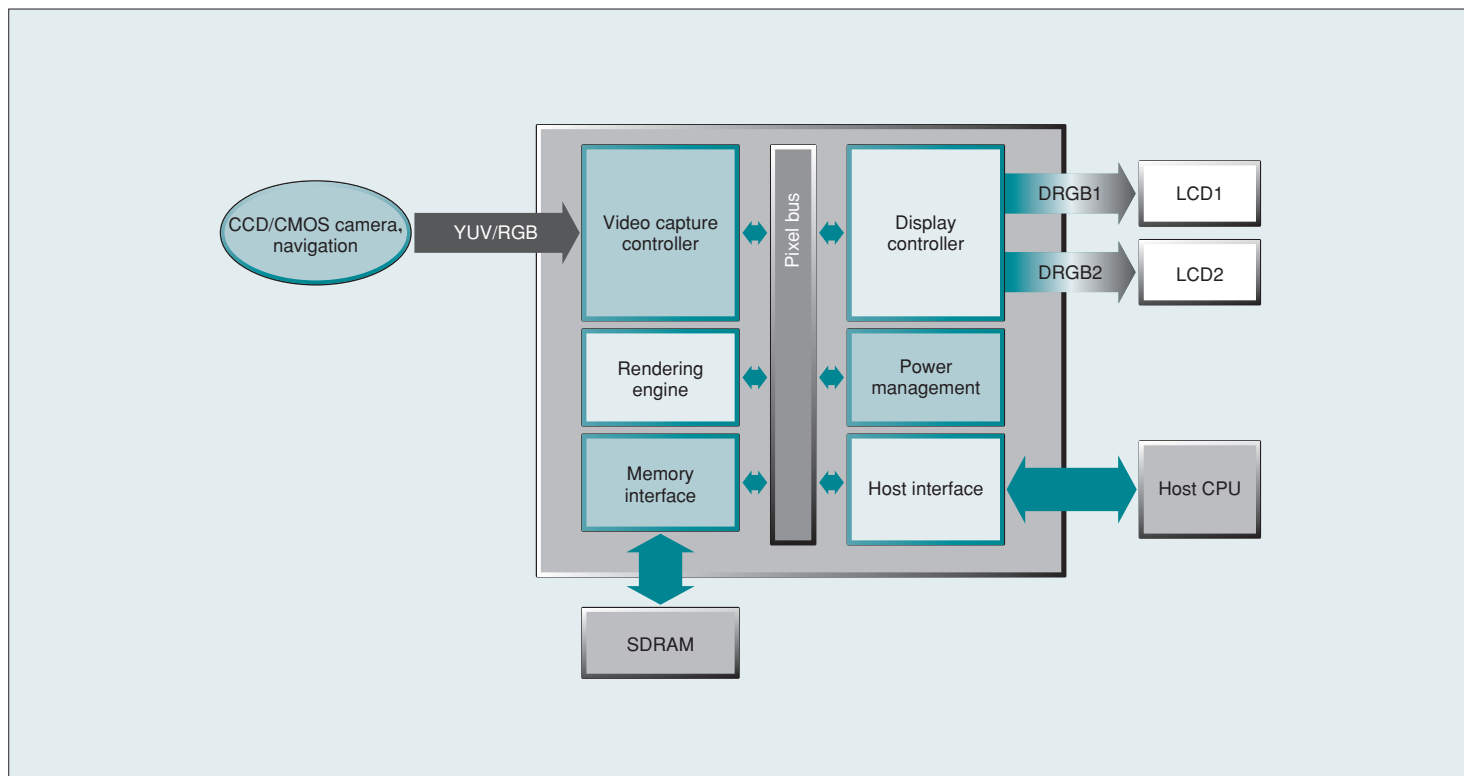 CCD/CMOS camera,
navigation
YUV/RGB
Video capture
controller
Pixel bus
Display
controller
DRGB1
LCD1
DRGB2
LCD2
Rendering
engine
Power
management
Memory
interface
Host interface
Host CPU
SDRAM